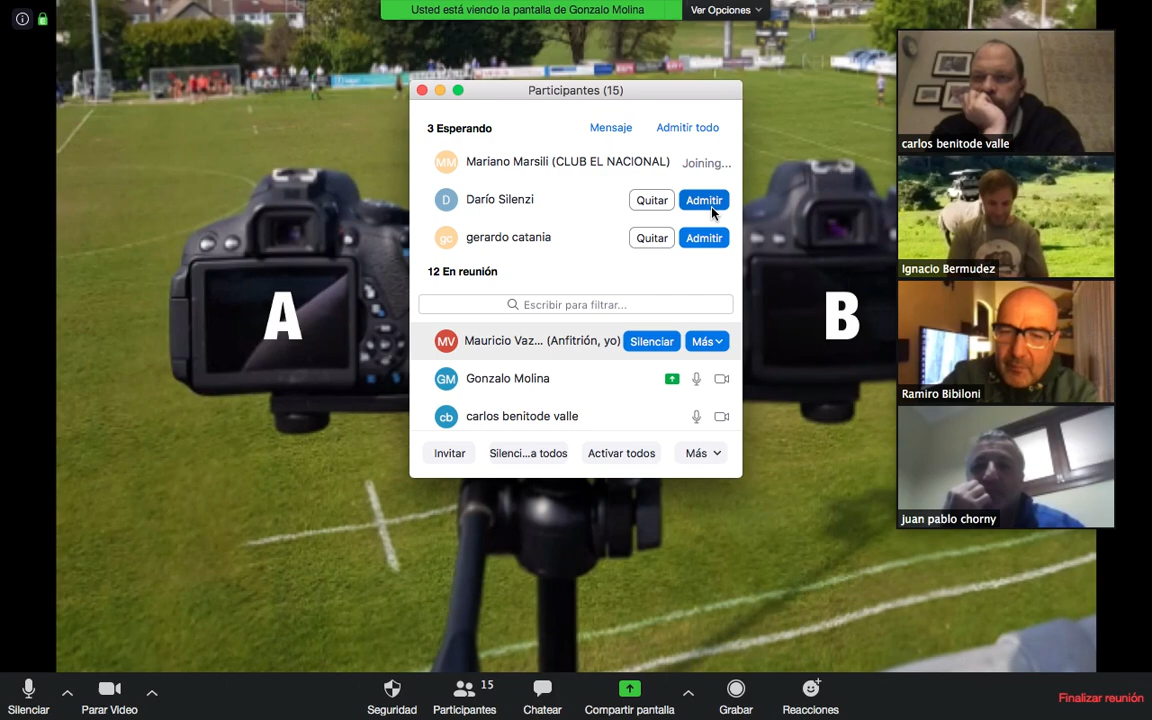 Usted está viendo la pantalla de Gonzalo Molina
Ver Opciones
Participantes (15)
3 Esperando
Mensaje
Admitir todo
MM
Mariano Marsili (CLUB EL NACIONAL)
Joining...
D
Darío Silenzi
Quitar
Admitir
gc
gerardo catania
Quitar
Admitir
12 En reunión
Escribir para filtrar...
MV
Mauricio Vaz... (Anfitrión, yo)
Silenciar
Más
GM
Gonzalo Molina
cb
carlos benitode valle
Invitar
Silenci...a todos
Activar todos
Más
A
B
carlos benitode valle
Ignacio Bermudez
Ramiro Bibiloni
juan pablo chorny
Silenciar
Parar Video
Seguridad
15
Participantes
Chatear
Compartir pantalla
Grabar
Reacciones
Finalizar reunión